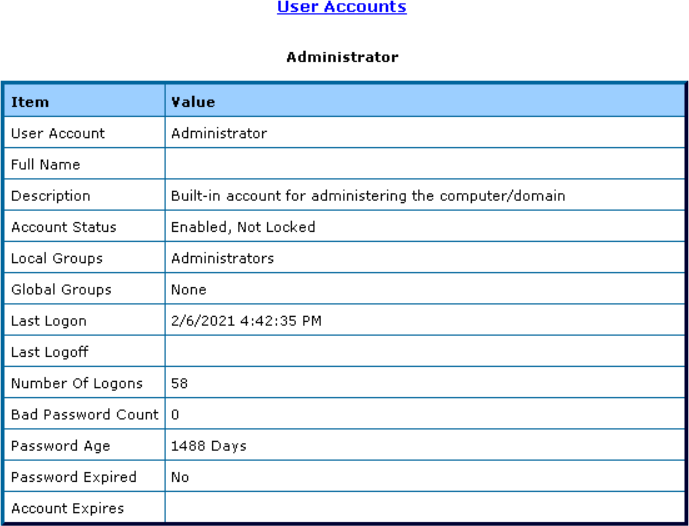 User Accounts
Administrator
Item Value
User Account Administrator
Full Name
Description Built-in account for administering the computer/domain
Account Status Enabled, Not Locked
Local Groups Administrators
Global Groups None
Last Logon 2/6/2021 4:42:35 PM
Last Logoff
Number Of Logons 58
Bad Password Count 0
Password Age 1488 Days
Password Expired No
Account Expires